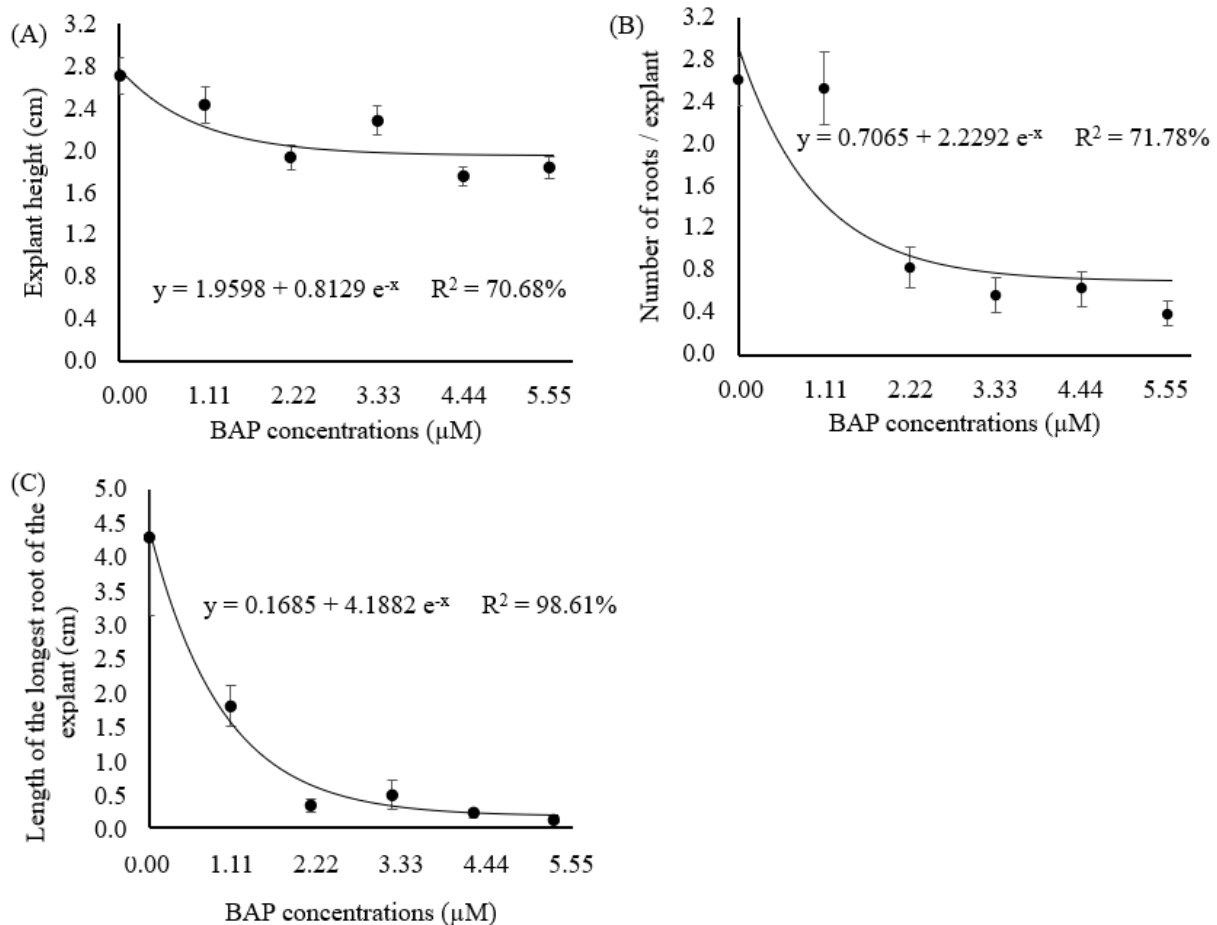 (A)
Explant height (cm)
3.2
2.8
2.4
2.0
1.6
1.2
0.8
0.4
0.0
y = 1.9598 + 0.8129 e-x R2 = 70.68%
0.00 1.11 2.22 3.33 4.44 5.55
BAP concentrations (µM)
(B)
Number of roots / explant
3.2
2.8
2.4
2.0
1.6
1.2
0.8
0.4
0.0
y = 0.7065 + 2.2292 e-x R2 = 71.78%
0.00 1.11 2.22 3.33 4.44 5.55
BAP concentrations (µM)
(C)
Length of the longest root of the
explant (cm)
5.0
4.5
4.0
3.5
3.0
2.5
2.0
1.5
1.0
0.5
0.0
y = 0.1685 + 4.1882 e-x R2 = 98.61%
0.00 1.11 2.22 3.33 4.44 5.55
BAP concentrations (µM)